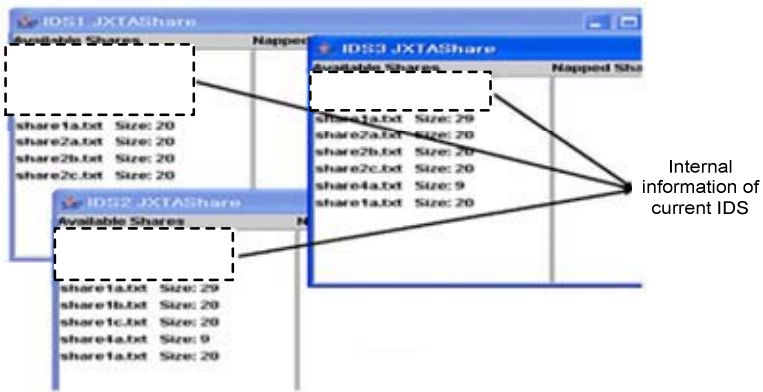 IDS1 JXTAShare
Available Shares Napped
share1a.txt Size: 20
share2a.txt Size: 20
share2b.txt Size: 20
share2c.txt Size: 20
IDS3 JXTAShare
Available Shares Napped Sha
share1a.txt Size: 29
share2a.txt Size: 20
share2b.txt Size: 20
share2c.txt Size: 20
share4a.txt Size: 9
share1a.txt Size: 20
IDS2 JXTAShare
Available Shares N
share1a.txt Size: 29
share1b.txt Size: 20
share1c.txt Size: 20
share4a.txt Size: 9
share1a.txt Size: 20
Internal
information of
current IDS